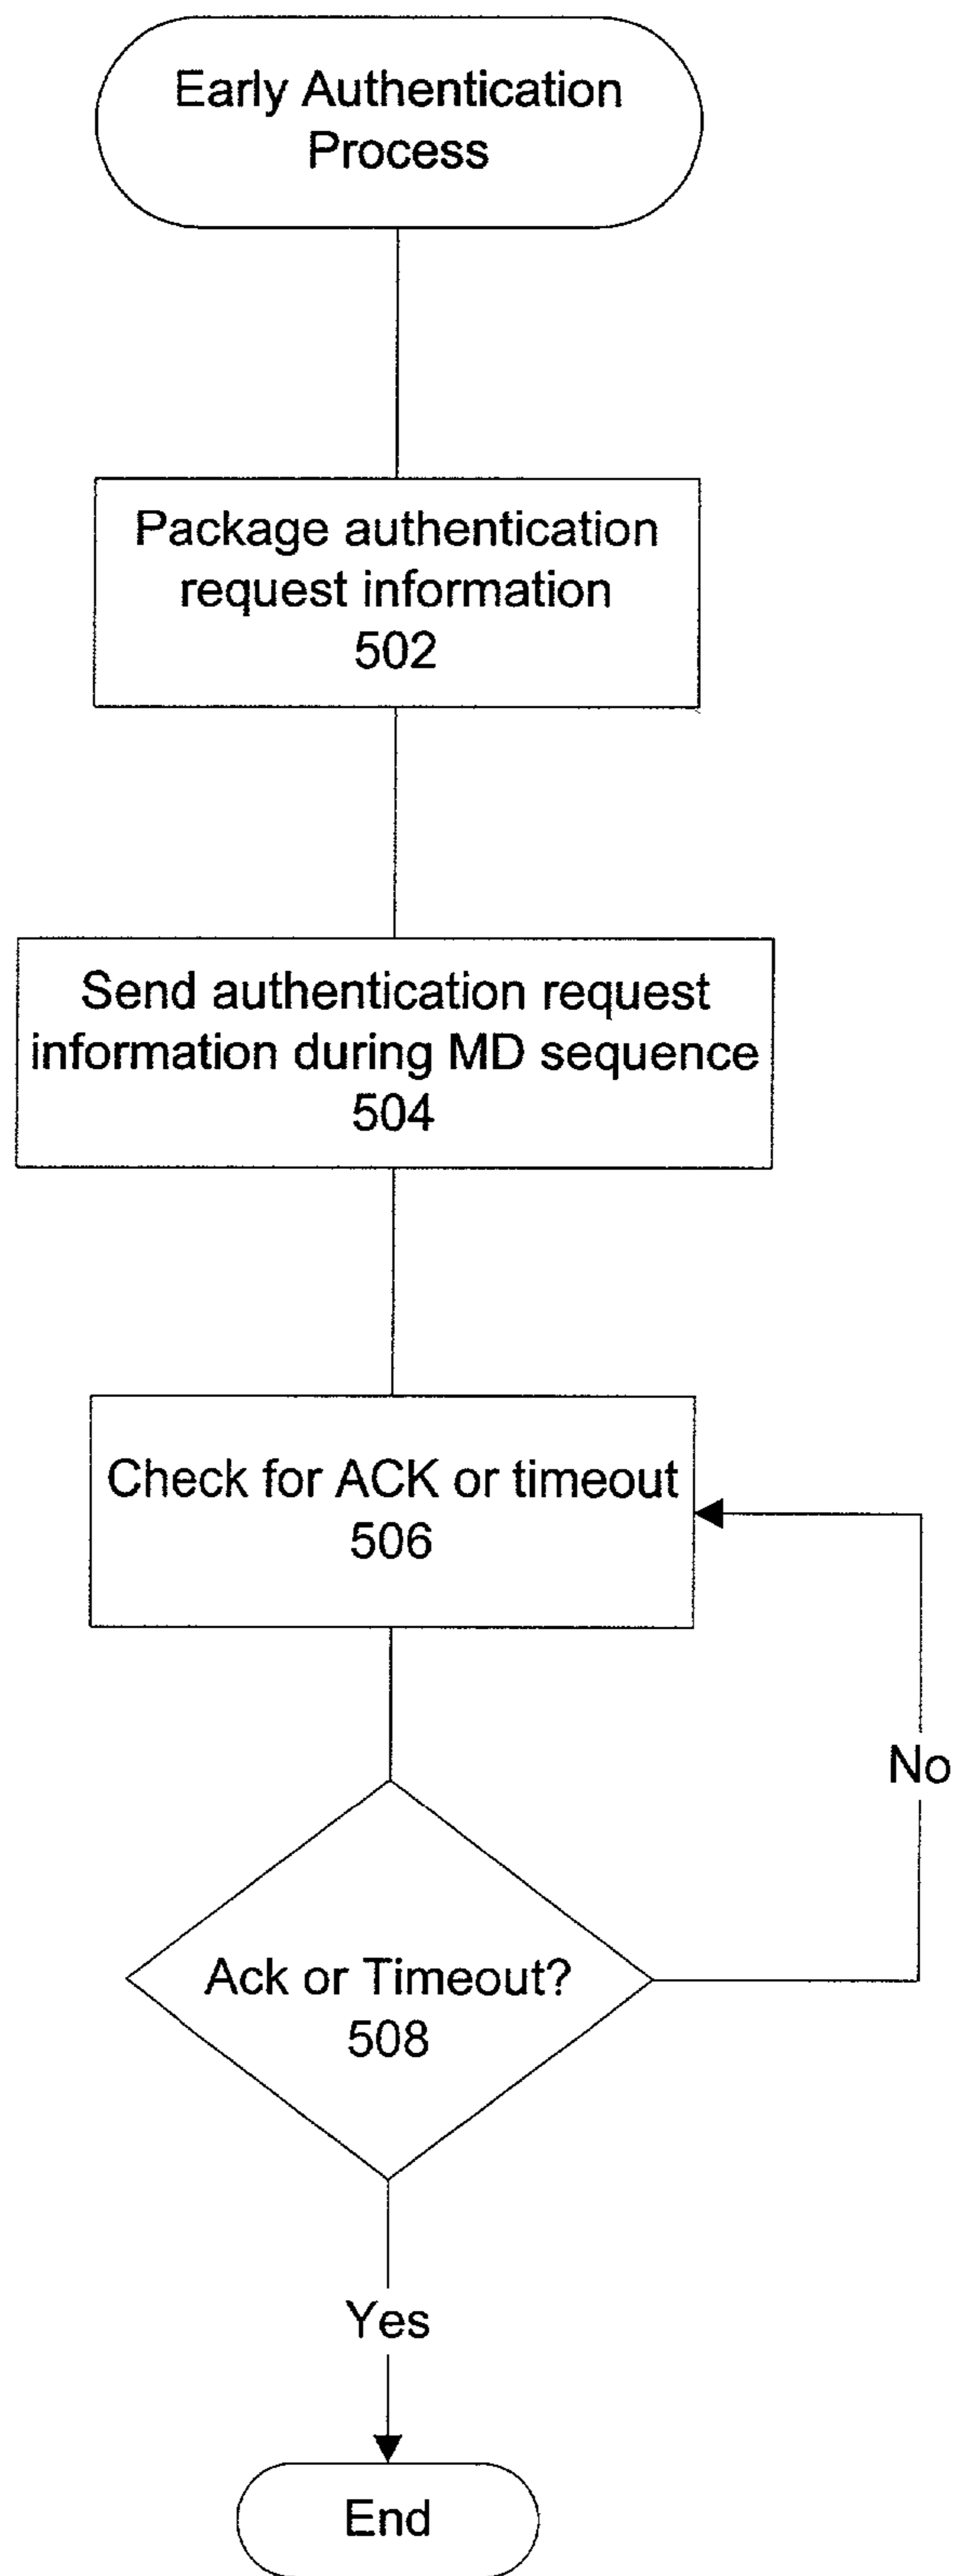 Early Authentication
Process
Package authentication
request information
502
Send authentication request
information during MD sequence
504
Check for ACK or timeout
506
No
Ack or Timeout?
508
Yes
End